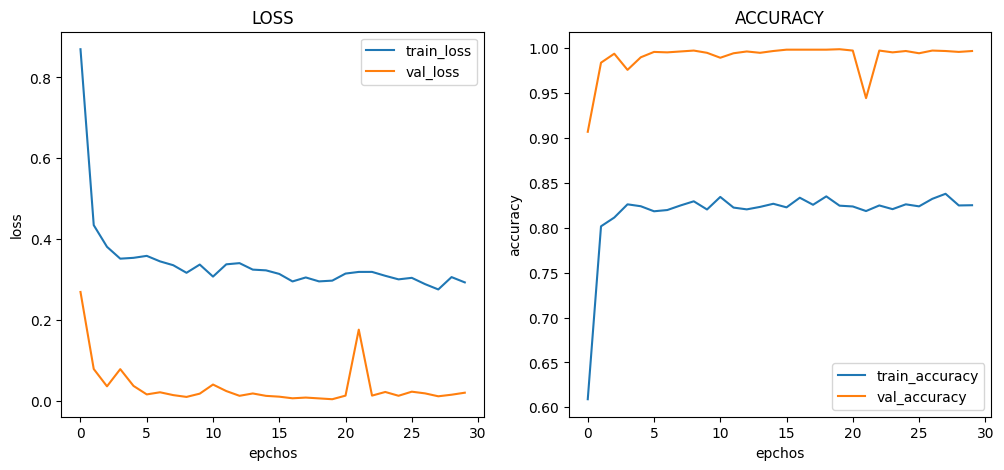 LOSS
train_loss
val_loss
0.8
0.6
0.4
0.2
0.0
loss
0 5 10 15 20 25 30
epchos
ACCURACY
1.00
0.95
0.90
0.85
0.80
0.75
0.70
0.65
0.60
accuracy
train_accuracy
val_accuracy
0 5 10 15 20 25 30
epchos